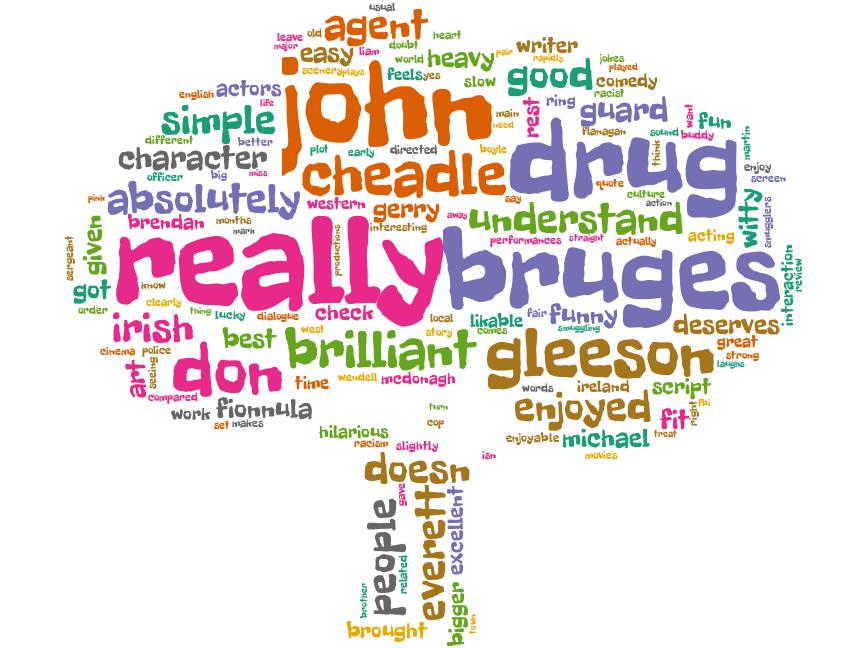 usual
leave old agent heart
major easy liam doubt writer
world heavy pair rapidly jokes
sceneryplays feels yes slow good played
comedy
english actors life racist
simple john main rest ring guard want fun
different better need flanagan sound buddy martin
character plot early directed boyle think enjoy
officer big miss cheadle drug quote screen
pink absolutely western say culture action witty smugglers
brendan months gerry away understand
mark interesting performances straight actually acting
sergeant given really productions bruges interaction review
got know
order clearly thing lucky dialogue check local likable fair funny deserves
irish west story comes smuggling great
cinema police best brilliant gleeson strong
art seeing don time wendell mcdonagh laughs
compared words ireland script
work fionnula turn enjoyed fit right fbi
set makes cop
hilarious enjoyable michael treat
racism slightly isn movies
doesn
people gave everett excellent
related
brother bigger town
brought